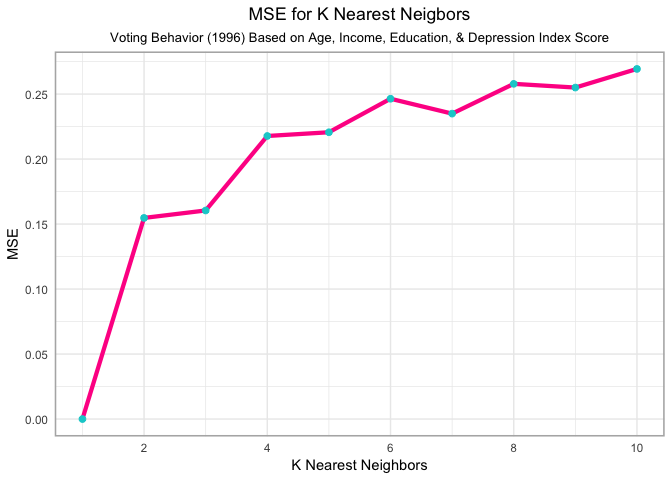 MSE for K Nearest Neigbors
Voting Behavior (1996) Based on Age, Income, Education, & Depression Index Score
MSE
0.25
0.20
0.15
0.10
0.05
0.00
2 4 6 8 10
K Nearest Neighbors